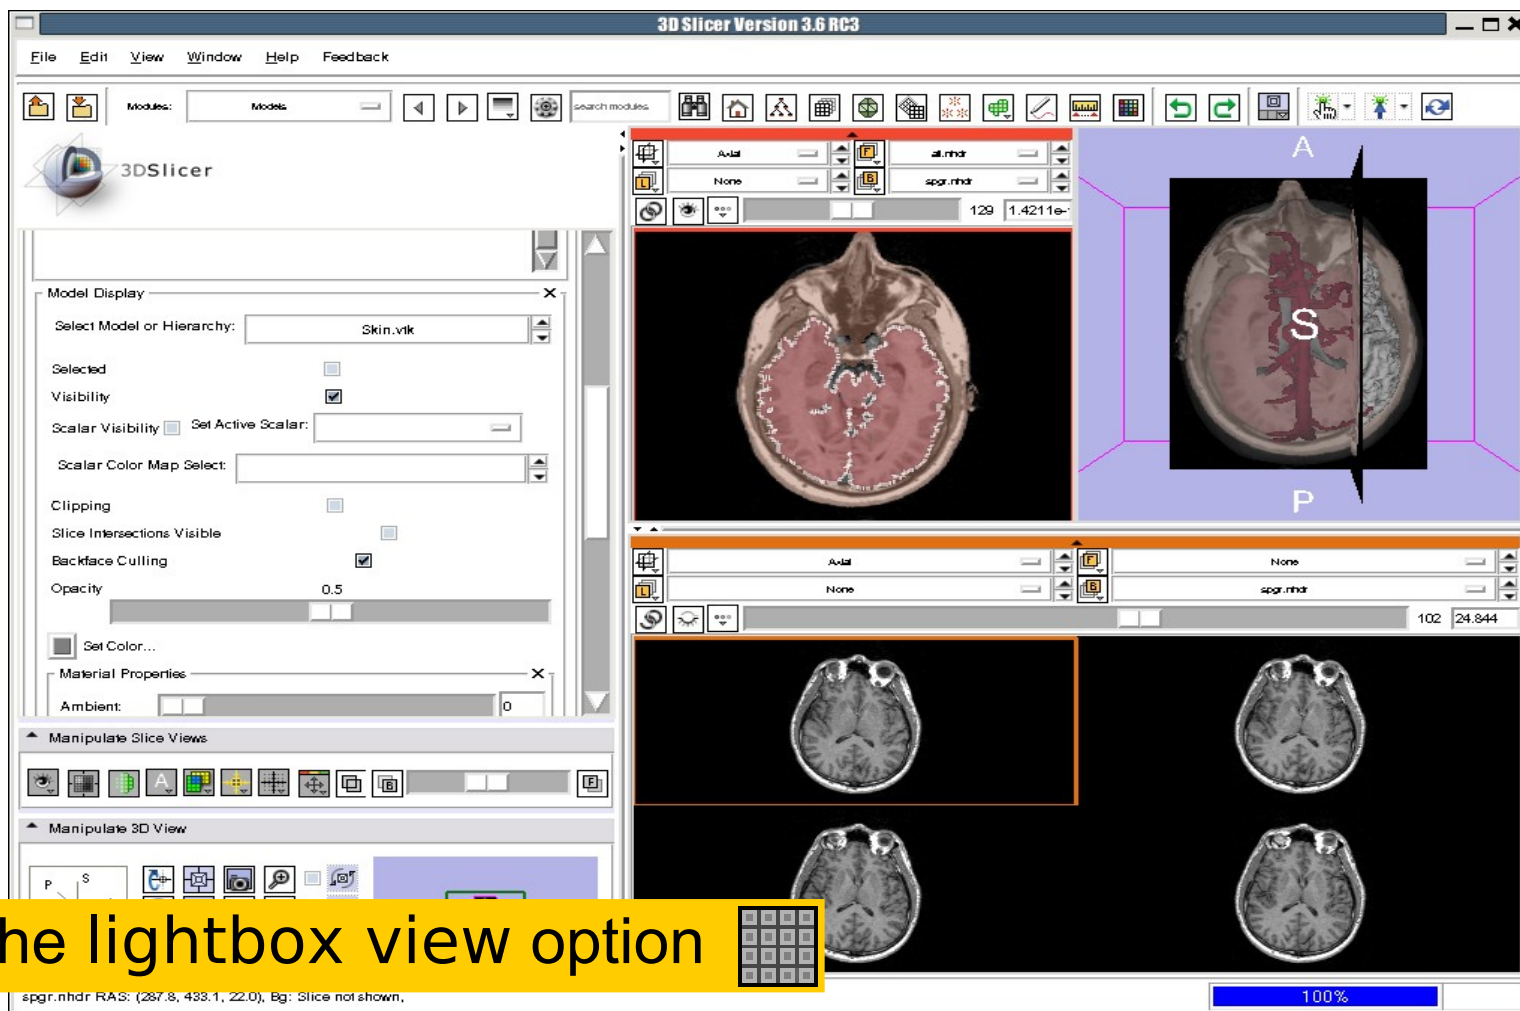 3D Slicer Version 3.6 RC3
File Edit View Window Help Feedback
Modules: Models search modules
3DSlicer
Axial F all.nhdr
L None B spgr.nhdr
129 1.4211e-
A
S
P
Model Display
Select Model or Hierarchy: Skin.vtk
Selected
Visibility
Scalar Visibility Set Active Scalar:
Scalar Color Map Select:
Clipping
Slice Intersections Visible
Backface Culling
Opacity 0.5
Set Color...
Material Properties
Ambient: 0
Axial F None
L None B spgr.nhdr
102 24.844
Manipulate Slice Views
A B F
Manipulate 3D View
P S
he lightbox view option
spgr.nhdr RAS: (287.8, 433.1, 22.0), Bg: Slice not shown,
100%